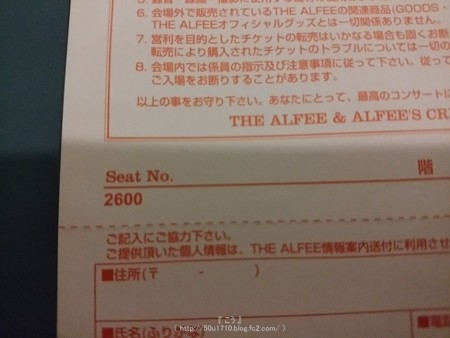 6. 会場外で販売されているTHE ALFEEの関連商品(GOODS・
THE ALFEEオフィシャルグッズとは一切関係ありません。
7. 営利を目的としたチケットの転売はいかなる場合も固くお断
転売により購入されたチケットのトラブルについては一切の
8. 会場内では係員の指示及び注意事項に従って下さい。従って
ご入場をお断りすることがあります。
以上の事をお守り下さい。あなたにとって、最高のコンサートに
THE ALFEE & ALFEE'S CR
Seat No.
階
2600
ご記入にご協力下さい。
ご提供頂いた個人情報は、THE ALFEE情報案内送付に利用させ
■住所(〒 - )
■電話
■氏名(ふりがな)
「こう」
( http://50u1710.blog.fc2.com/ )